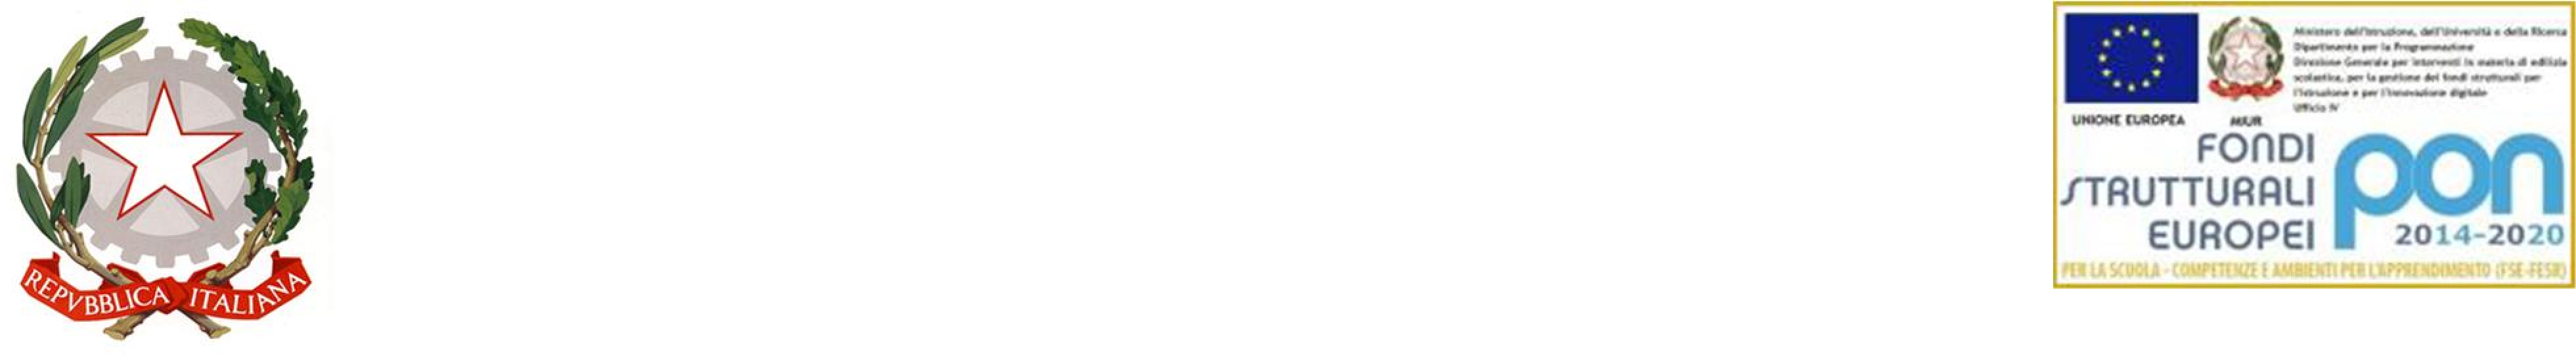 REPVBBLICA ITALIANA
Ministero dell'Istruzione, dell'Università e della Ricerca
Dipartimento per la Programmazione
Direzione Generale per interventi in materia di edilizia
scolastica, per la gestione dei fondi strutturali per
l'istruzione e per l'innovazione digitale
Ufficio IV
UNIONE EUROPEA
MIUR
FONDI
STRUTTURALI
EUROPEI
pon
2014-2020
PER LA SCUOLA - COMPETENZE E AMBIENTI PER L'APPRENDIMENTO (FSE-FESR)